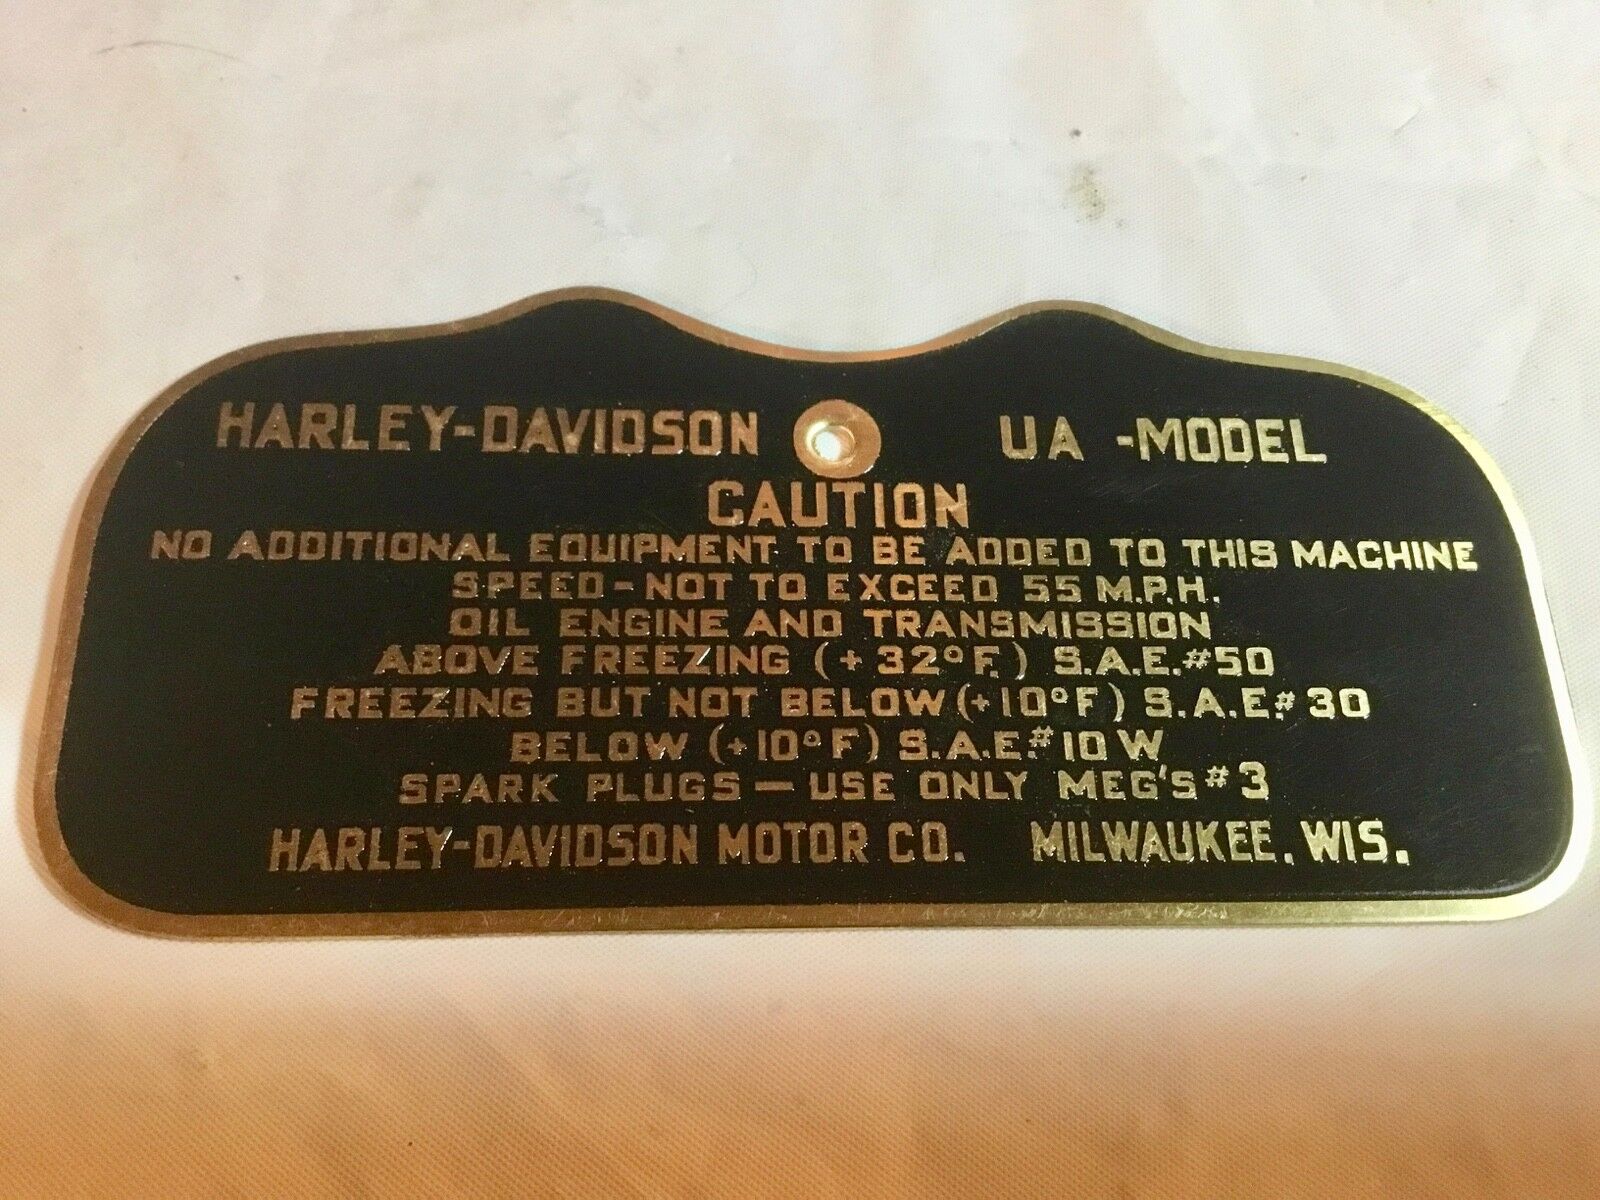 HARLEY-DAVIDSON UA -MODEL
CAUTION
NO ADDITIONAL EQUIPMENT TO BE ADDED TO THIS MACHINE
SPEED-NOT TO EXCEED 55 M.P.H.
OIL ENGINE AND TRANSMISSION
ABOVE FREEZING (+32°F.) S.A.E.#50
FREEZING BUT NOT BELOW (+10°F) S.A.E.#30
BELOW (+10°F) S.A.E.#10W
SPARK PLUGS — USE ONLY MEG'S #3
HARLEY-DAVIDSON MOTOR CO. MILWAUKEE, WIS.